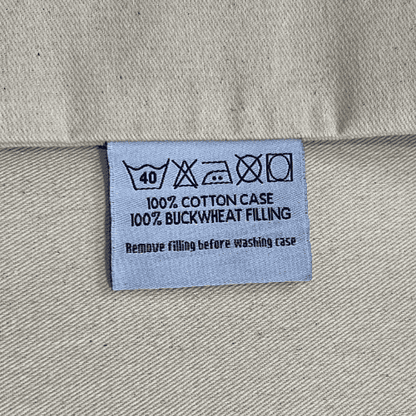 40
100% COTTON CASE
100% BUCKWHEAT FILLING
Remove filling before washing case